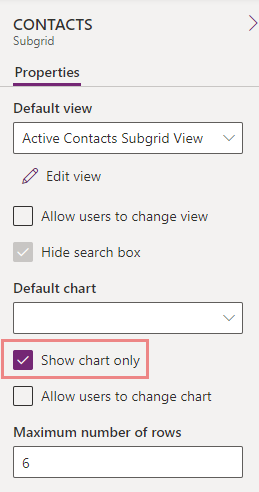 CONTACTS
Subgrid
Properties
Default view
Active Contacts Subgrid View
Edit view
Allow users to change view
Hide search box
Default chart
Show chart only
Allow users to change chart
Maximum number of rows
6